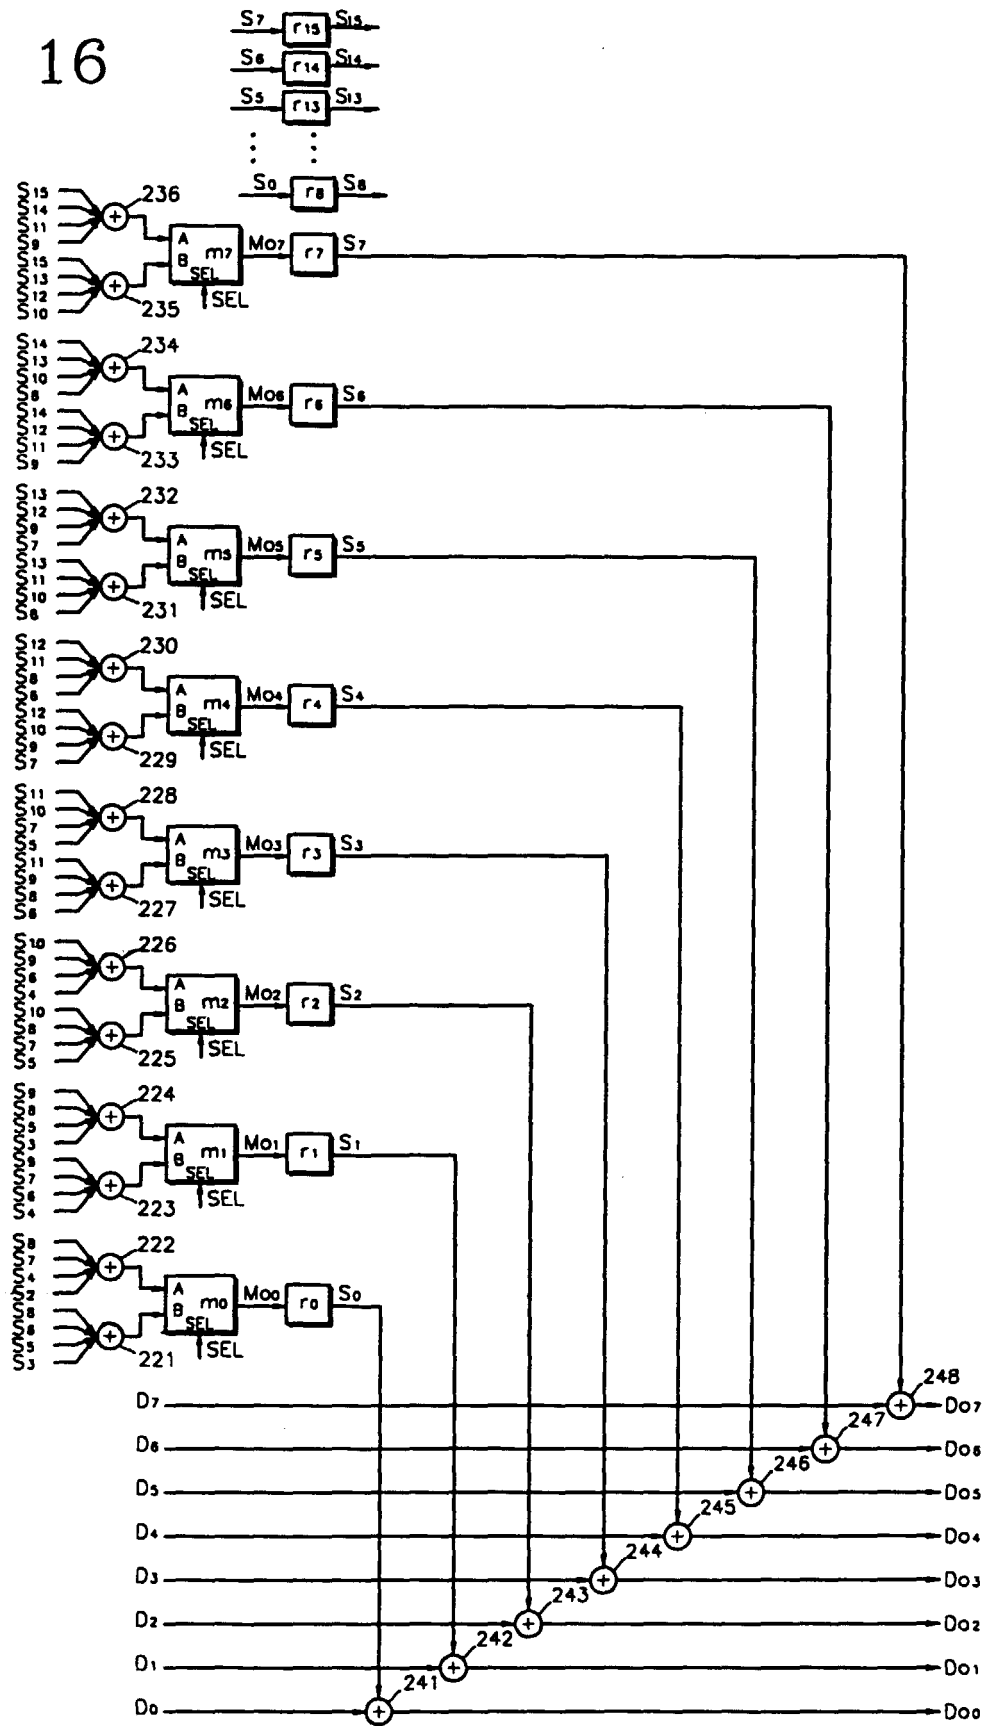 16
S7 r15 S15
S6 r14 S14
S5 r13 S13
S0 r8 S8
S15
S14
S11
S9
236
S15
S13
S12
S10
235
A
B
SEL
m7
SEL
Mo7 r7 S7
S14
S13
S10
S8
234
S14
S12
S11
S9
233
A
B
SEL
m6
SEL
Mo6 r6 S6
S13
S12
S9
S7
232
S13
S11
S10
S8
231
A
B
SEL
m5
SEL
Mo5 r5 S5
S12
S11
S8
S6
230
S12
S10
S9
S7
229
A
B
SEL
m4
SEL
Mo4 r4 S4
S11
S10
S7
S5
228
S11
S9
S8
S6
227
A
B
SEL
m3
SEL
Mo3 r3 S3
S10
S9
S6
S4
226
S10
S8
S7
S5
225
A
B
SEL
m2
SEL
Mo2 r2 S2
S9
S8
S5
S3
224
S9
S7
S6
S4
223
A
B
SEL
m1
SEL
Mo1 r1 S1
S8
S7
S4
S2
222
S8
S6
S5
S3
221
A
B
SEL
m0
SEL
Mo0 r0 S0
D7 248 Do7
D6 247 Do6
D5 246 Do5
D4 245 Do4
D3 244 Do3
D2 243 Do2
D1 242 Do1
D0 241 Do0